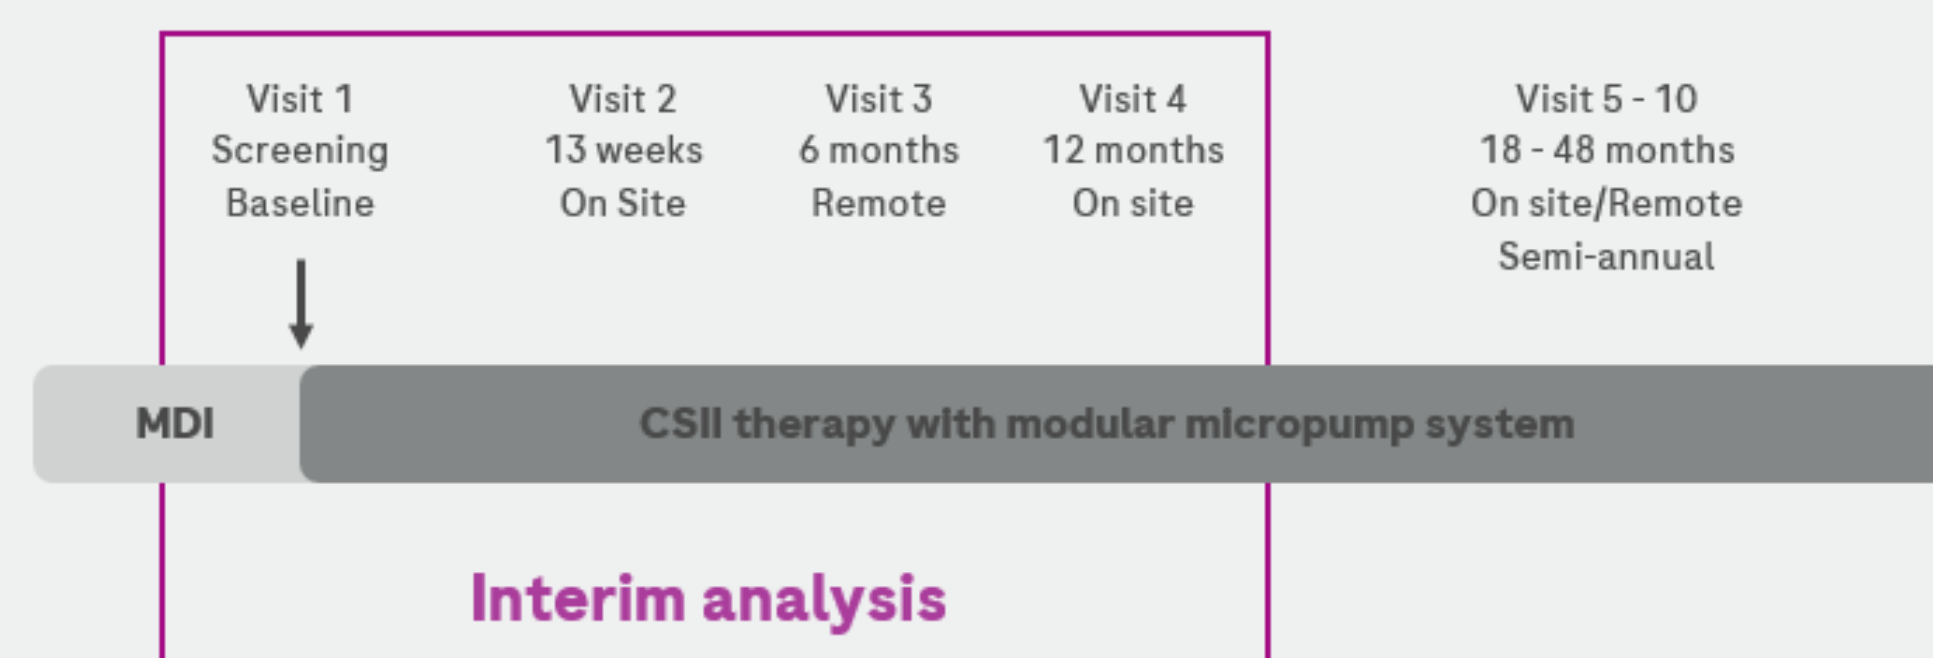 Visit 1
Screening
Baseline
Visit 2
13 weeks
On Site
Visit 3
6 months
Remote
Visit 4
12 months
On site
Visit 5 - 10
18 - 48 months
On site/Remote
Semi-annual
MDI
CSII therapy with modular micropump system
Interim analysis